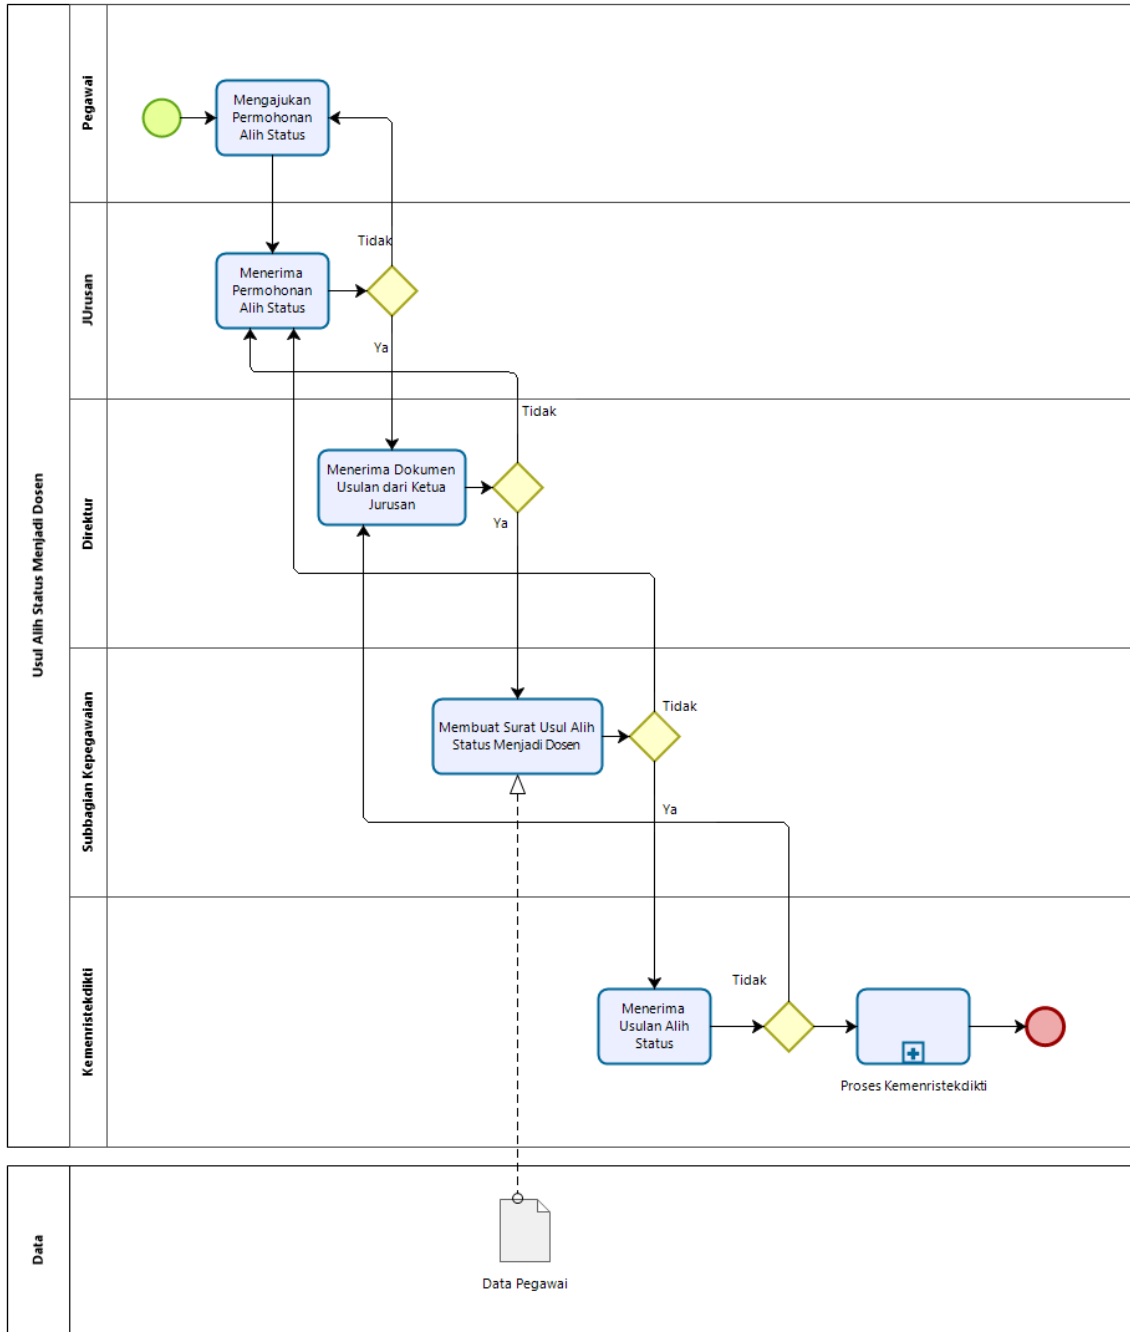 Usul Alih Status Menjadi Dosen
Pegawai
Mengajukan
Permohonan
Alih Status
JUrusan
Tidak
Menerima
Permohonan
Alih Status
Ya
Direktur
Tidak
Menerima Dokumen
Usulan dari Ketua
Jurusan
Ya
Subbagian Kepegawaian
Tidak
Membuat Surat Usul Alih
Status Menjadi Dosen
Ya
Kemenristekdikti
Tidak
Menerima
Usulan Alih
Status
Proses Kemenristekdikti
Data
Data Pegawai